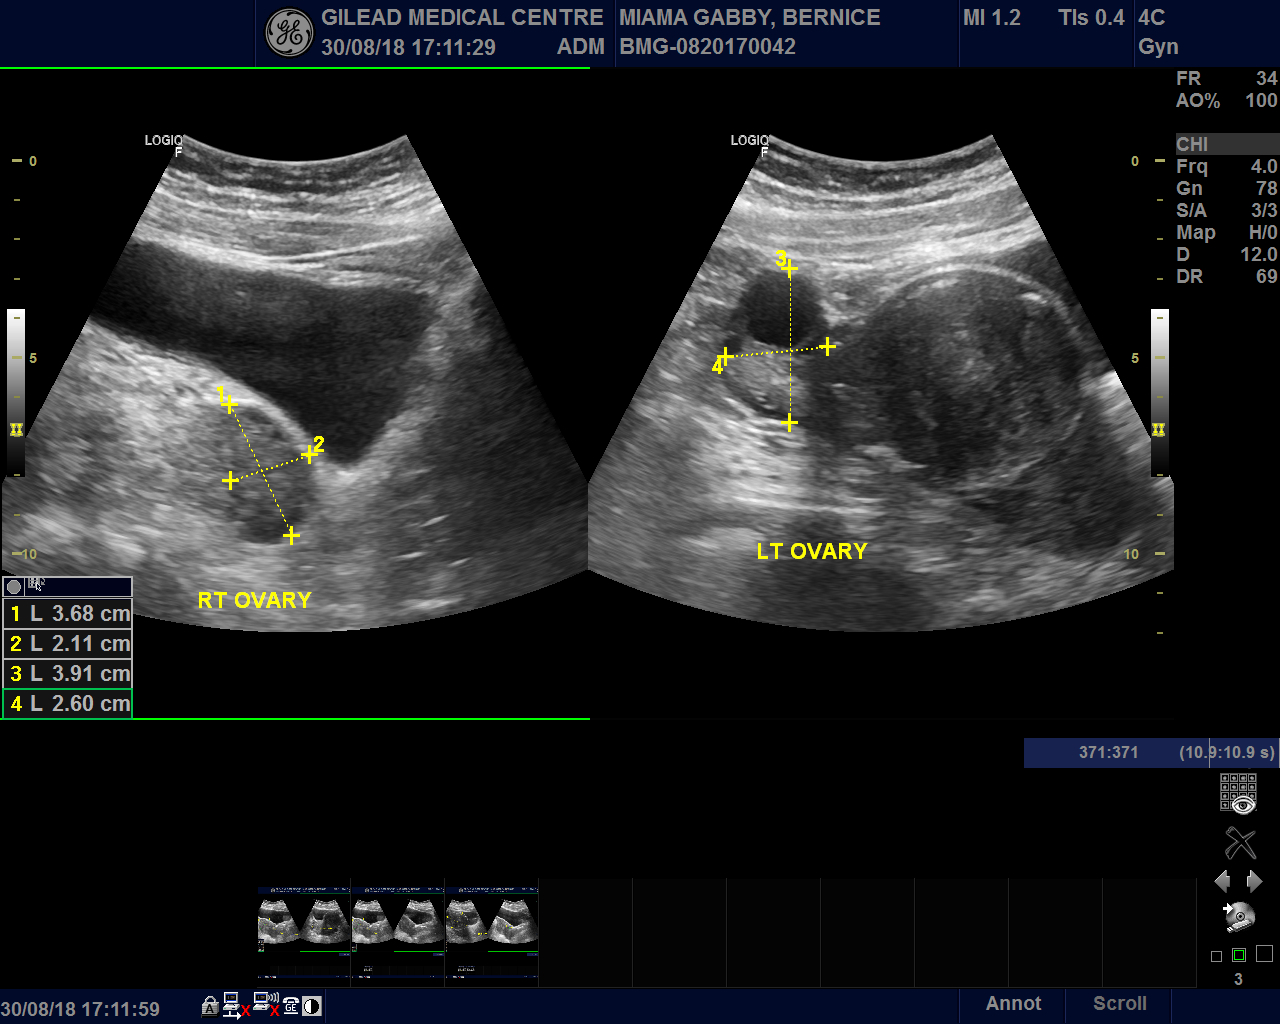 GILEAD MEDICAL CENTRE
30/08/18 17:11:29 ADM
MIAMA GABBY, BERNICE
BMG-0820170042
MI 1.2 TIs 0.4
4C
Gyn
FR 34
AO% 100
CHI
Frq 4.0
Gn 78
S/A 3/3
Map H/0
D 12.0
DR 69
LOGIQ
F
0
5
10
1
2
RT OVARY
LOGIQ
F
0
5
10
3
4
LT OVARY
1 L 3.68 cm
2 L 2.11 cm
3 L 3.91 cm
4 L 2.60 cm
371:371 (10.9:10.9 s)
3
30/08/18 17:11:59
Annot
Scroll